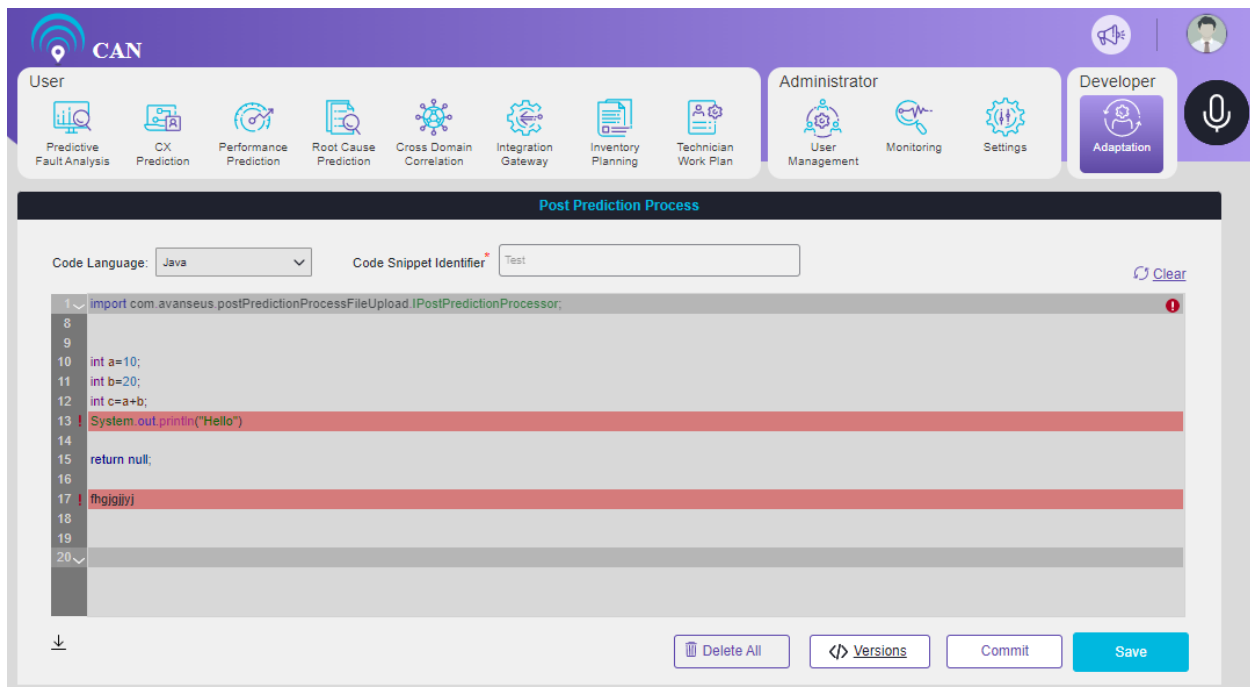 CAN
User
Administrator
Developer
Predictive
Fault Analysis
CX
Prediction
Performance
Prediction
Root Cause
Prediction
Cross Domain
Correlation
Integration
Gateway
Inventory
Planning
Technician
Work Plan
User
Management
Monitoring
Settings
Adaptation
Post Prediction Process
Code Language: Java
Code Snippet Identifier* Test
Clear
1 import com.avanseus.postPredictionProcessFileUpload.IPostPredictionProcessor;
8
9
10 int a=10;
11 int b=20;
12 int c=a+b;
13 ! System.out.println("Hello")
14
15 return null;
16
17 ! fhgjgjjyj
18
19
20
Delete All
</> Versions
Commit
Save